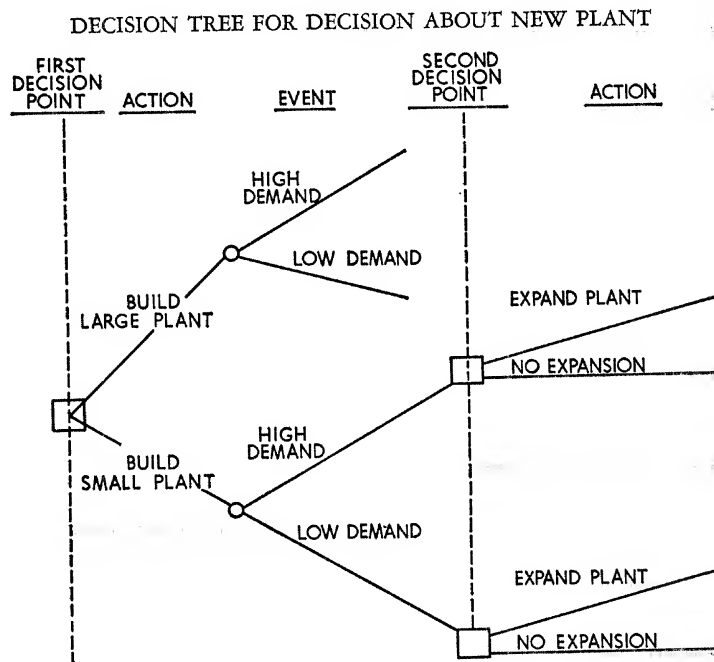 DECISION TREE FOR DECISION ABOUT NEW PLANT
FIRST
DECISION
POINT
ACTION
EVENT
SECOND
DECISION
POINT
ACTION
HIGH
DEMAND
LOW DEMAND
BUILD
LARGE PLANT
EXPAND PLANT
NO EXPANSION
HIGH
DEMAND
BUILD
SMALL PLANT
LOW DEMAND
EXPAND PLANT
NO EXPANSION